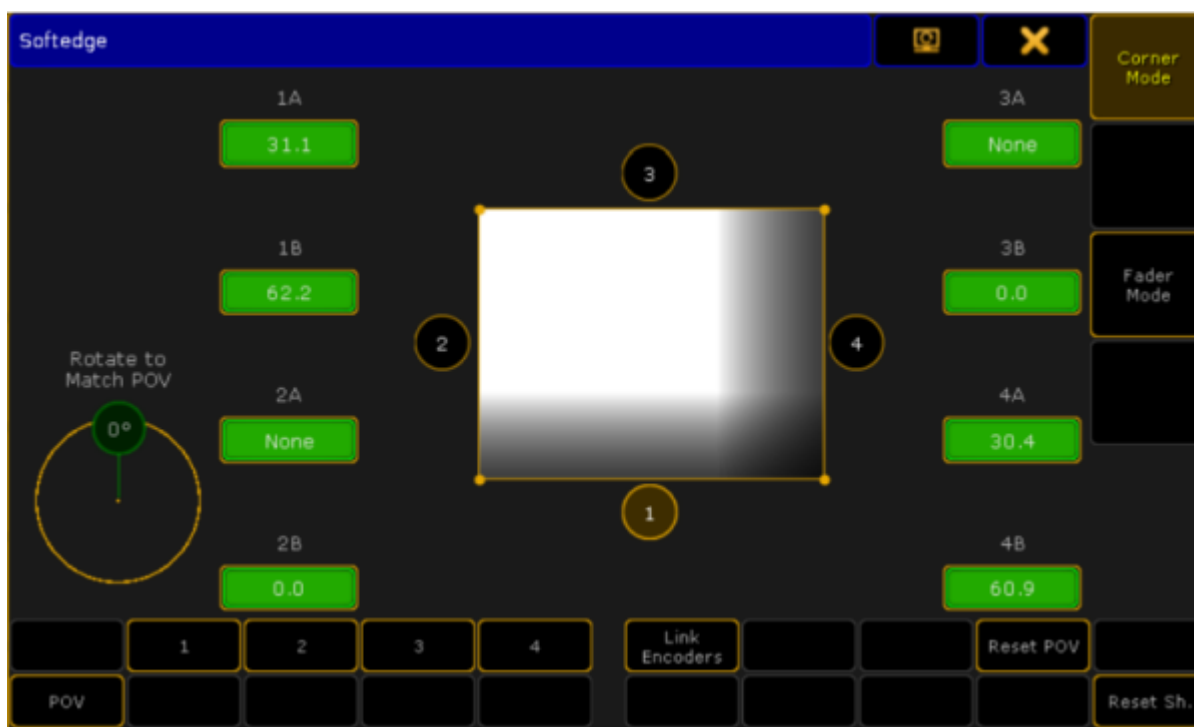 Softedge
Corner
Mode
1A
3A
31.1
None
3
1B
3B
62.2
0.0
Fader
Mode
2
4
Rotate to
Match POV
0°
2A
4A
None
30.4
1
2B
4B
0.0
60.9
1
2
3
4
Link
Encoders
Reset POV
POV
Reset Sh.